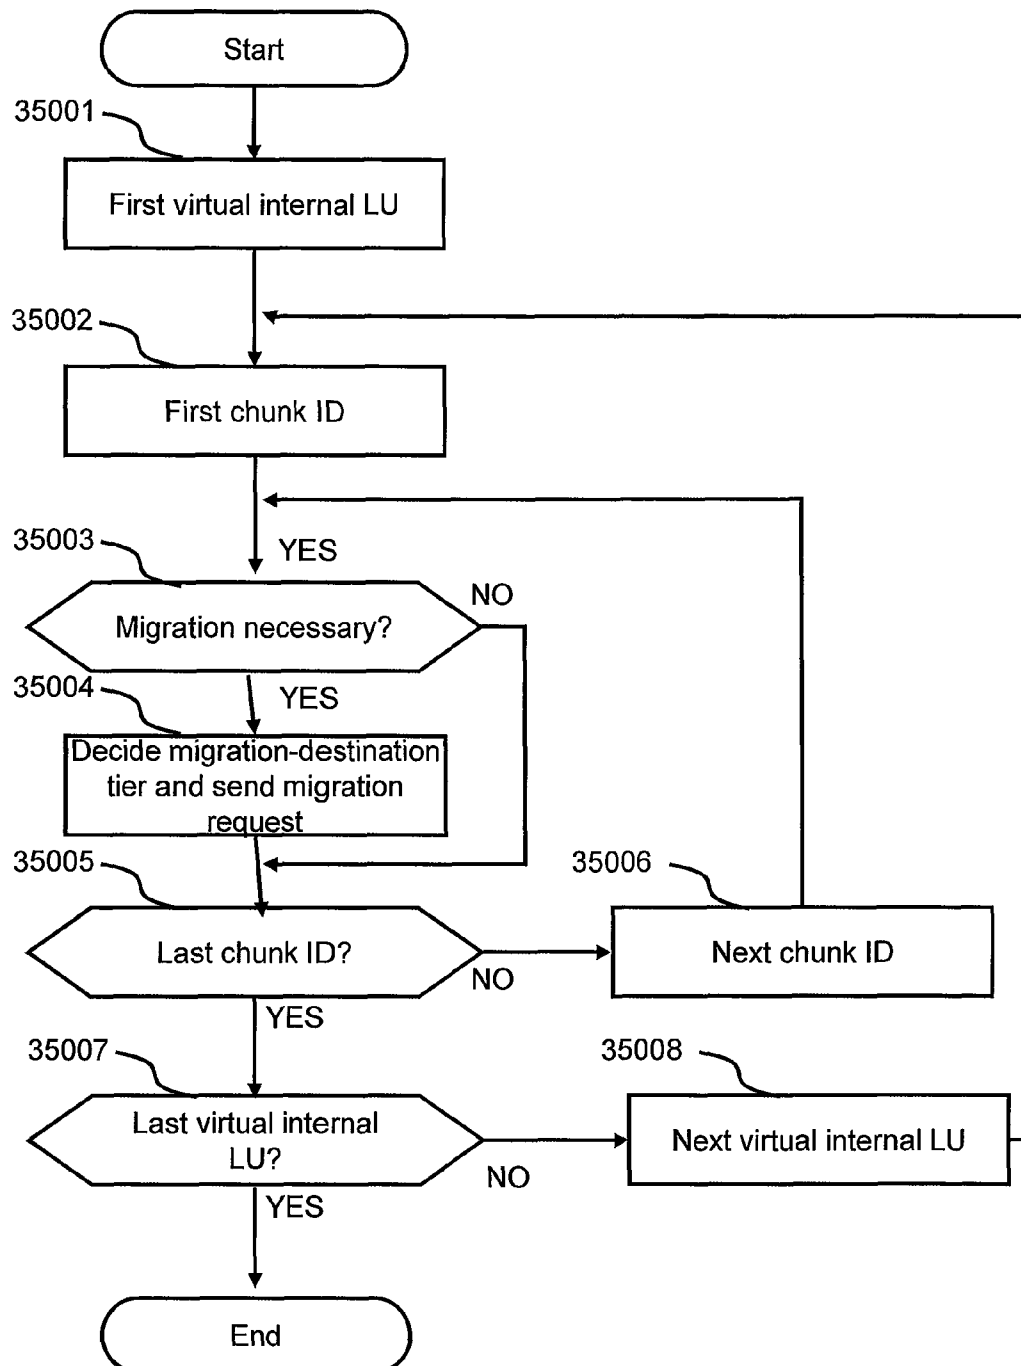 Start
35001
First virtual internal LU
35002
First chunk ID
35003
YES
NO
Migration necessary?
35004
YES
Decide migration-destination
tier and send migration
request
35005
35006
Last chunk ID?
NO
Next chunk ID
YES
35007
35008
Last virtual internal
LU?
NO
Next virtual internal LU
YES
End